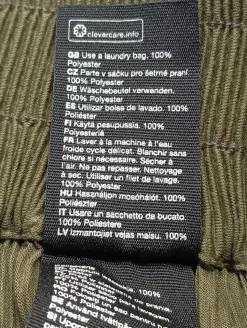 clevercare.info
GB Use a laundry bag. 100%
Polyester
CZ Parte v sáčku pro šetrné praní.
100% Polyester
DE Wäschebeutel verwenden.
100% Polyester
ES Utilizar bolsa de lavado. 100%
Poliéster
FI Käytä pesupussia. 100%
Polyesteriä
FR Laver à la machine à l'eau
froide cycle délicat. Blanchir sans
chlore si nécessaire. Sécher à
l'air. Ne pas repasser. Nettoyage
à sec. Utiliser un filet de lavage.
100% Polyester
HU Használjon mosóhálót. 100%
Poliészter
IT Usare un sacchetto da bucato.
100% Poliestere
LV Izmantojiet veļas maisu. 100%